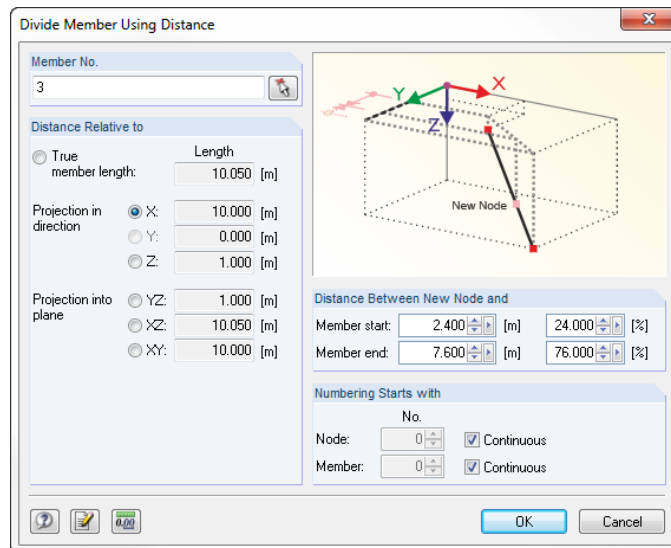 Divide Member Using Distance
Member No.
3
Distance Relative to
Length
True member length: 10.050 [m]
Projection in direction
X: 10.000 [m]
Y: 0.000 [m]
Z: 1.000 [m]
Projection into plane
YZ: 1.000 [m]
XZ: 10.050 [m]
XY: 10.000 [m]
X
Y
Z
New Node
Distance Between New Node and
Member start: 2.400 [m] 24.000 [%]
Member end: 7.600 [m] 76.000 [%]
Numbering Starts with
No.
Node: 0 Continuous
Member: 0 Continuous
0.00
OK Cancel